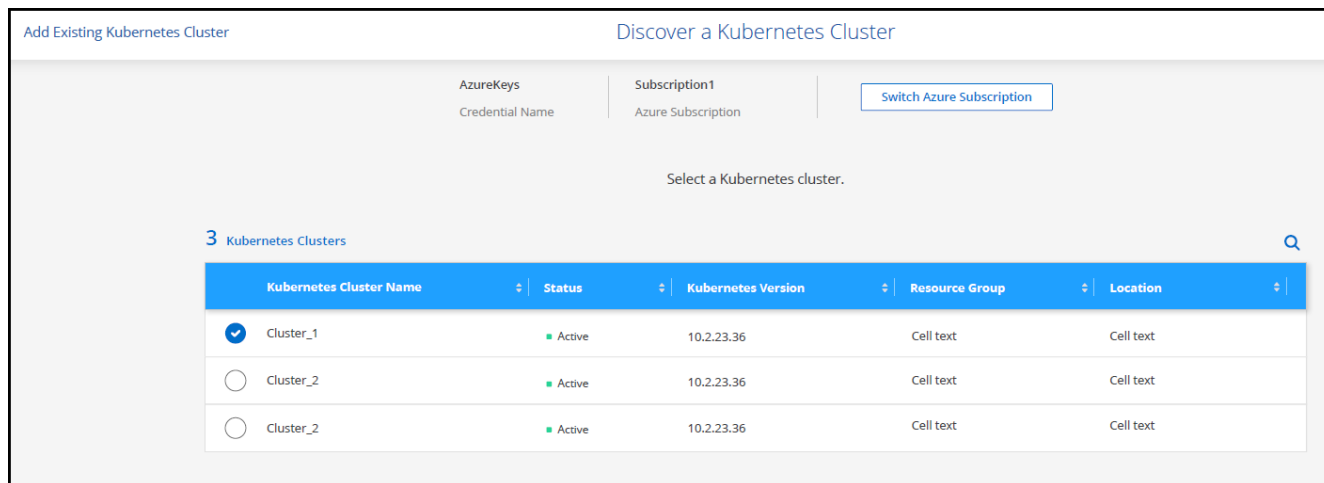 Add Existing Kubernetes Cluster
Discover a Kubernetes Cluster
AzureKeys Subscription1 Switch Azure Subscription
Credential Name Azure Subscription
Select a Kubernetes cluster.
3 Kubernetes Clusters
Kubernetes Cluster Name Status Kubernetes Version Resource Group Location
Cluster_1 Active 10.2.23.36 Cell text Cell text
Cluster_2 Active 10.2.23.36 Cell text Cell text
Cluster_2 Active 10.2.23.36 Cell text Cell text